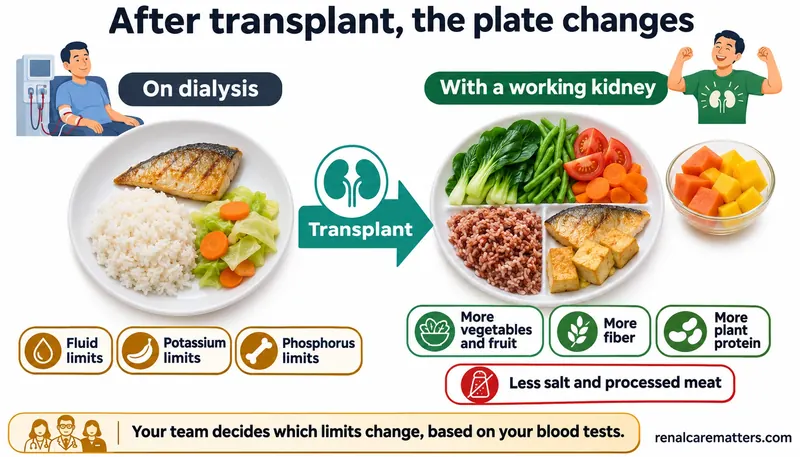 After transplant, the plate changes
On dialysis
With a working kidney
Transplant
Fluid
limits
Potassium
limits
Phosphorus
limits
More
vegetables
and fruit
More
fiber
More
plant
protein
Less salt and processed meat
Your team decides which limits change, based on your blood tests.
renalcarematters.com